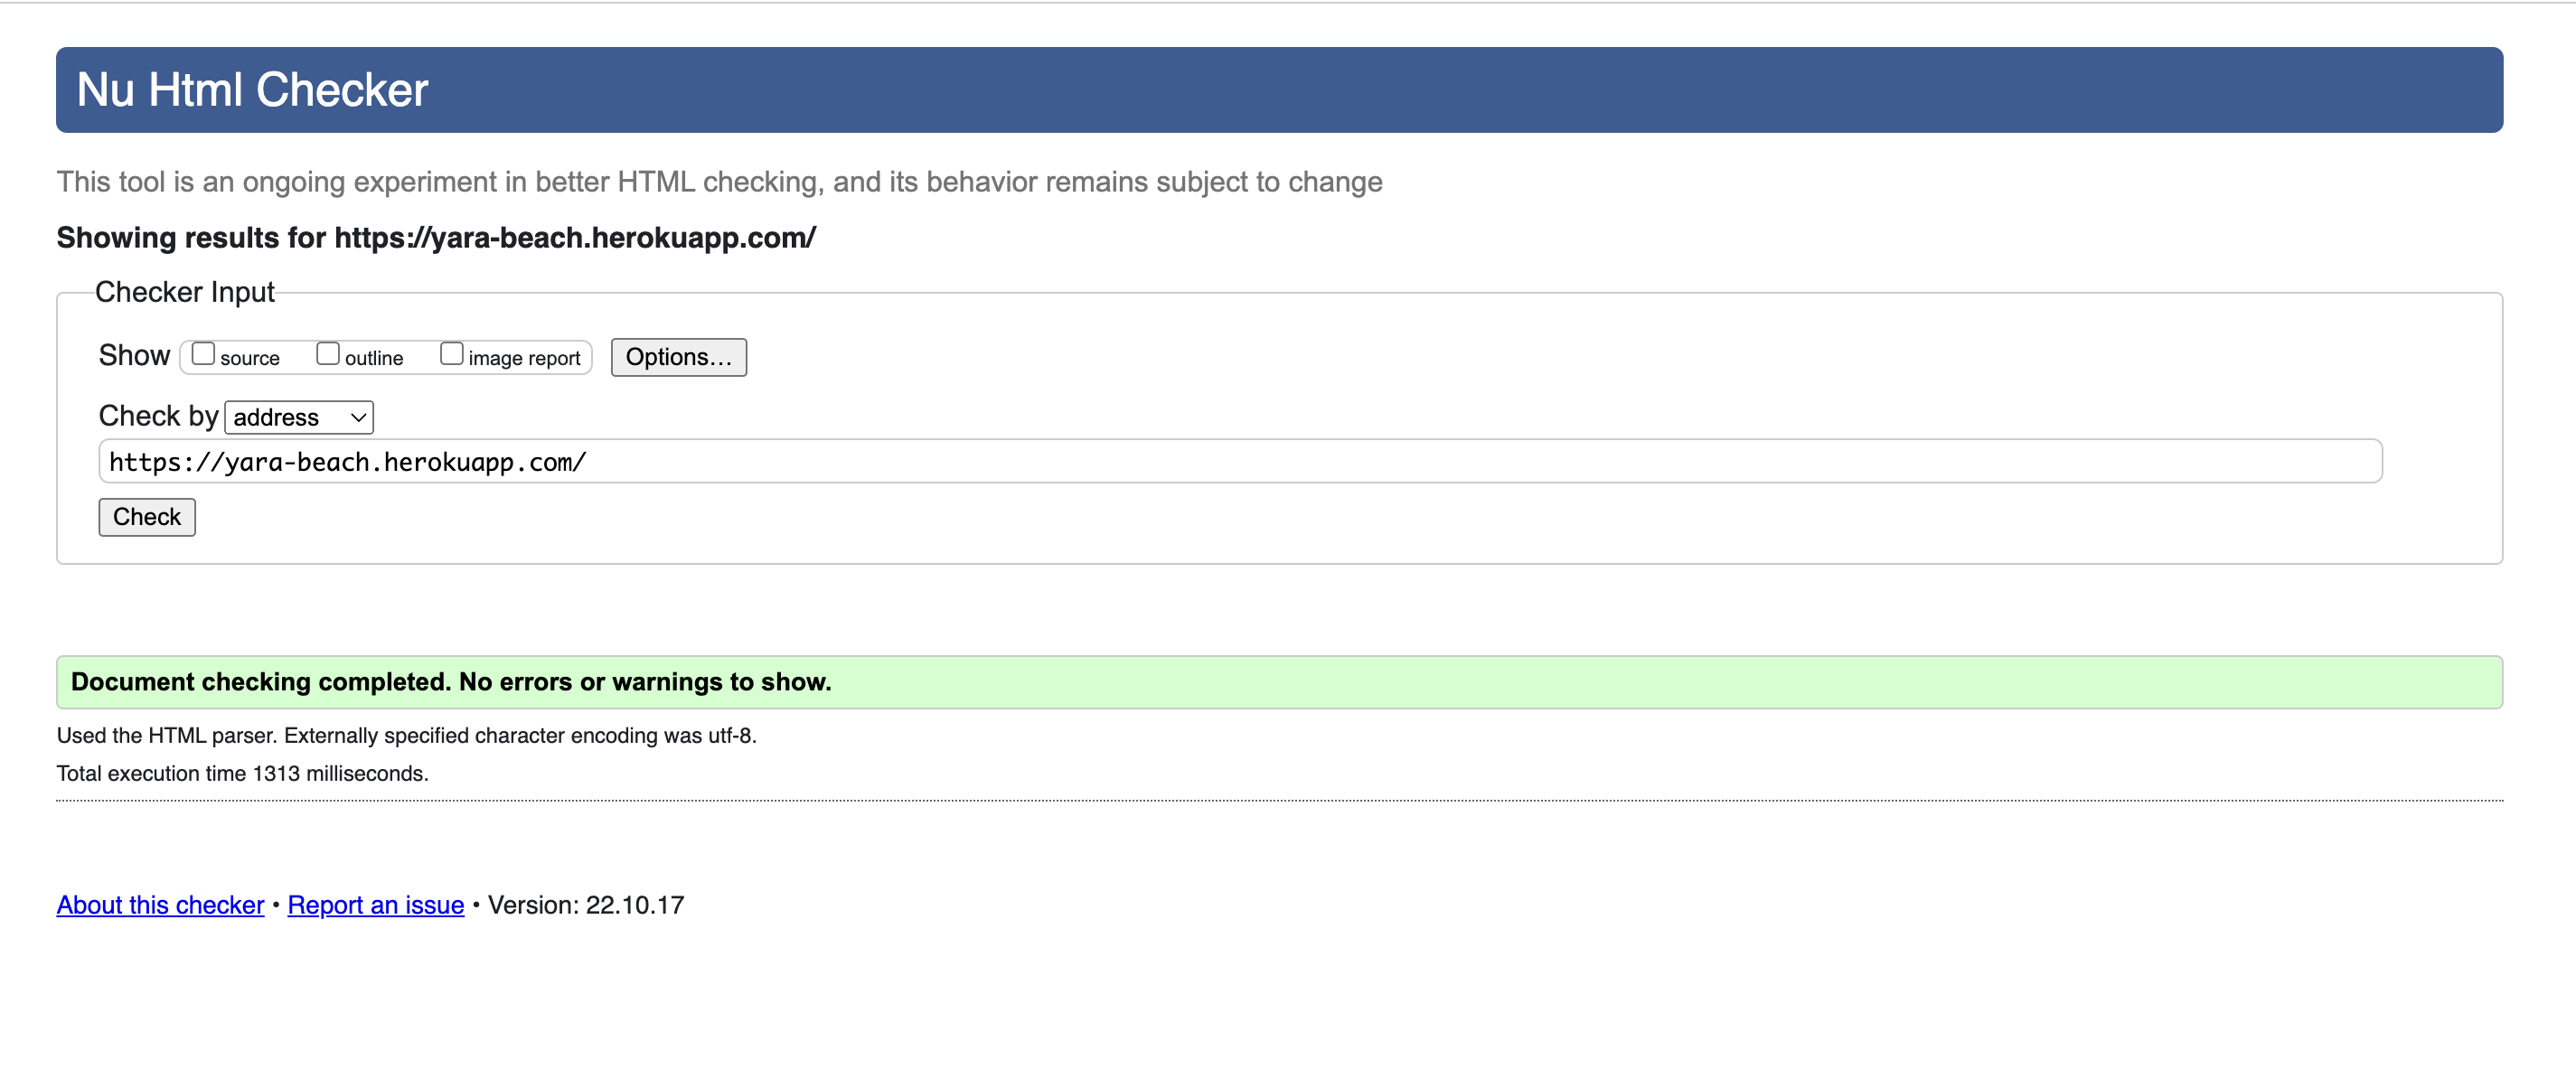 Nu Html Checker
This tool is an ongoing experiment in better HTML checking, and its behavior remains subject to change
Showing results for https://yara-beach.herokuapp.com/
Checker Input
Show source outline image report Options...
Check by address
https://yara-beach.herokuapp.com/
Check
Document checking completed. No errors or warnings to show.
Used the HTML parser. Externally specified character encoding was utf-8.
Total execution time 1313 milliseconds.
About this checker • Report an issue • Version: 22.10.17